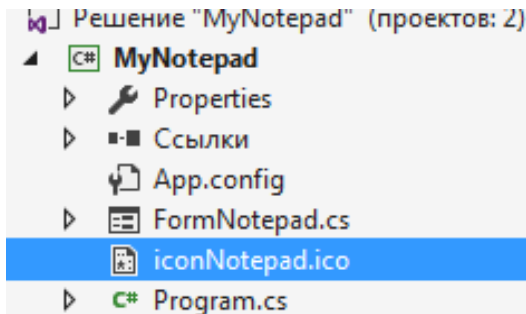 Решение "MyNotepad" (проектов: 2)
C# MyNotepad
Properties
Ссылки
App.config
FormNotepad.cs
iconNotepad.ico
C# Program.cs